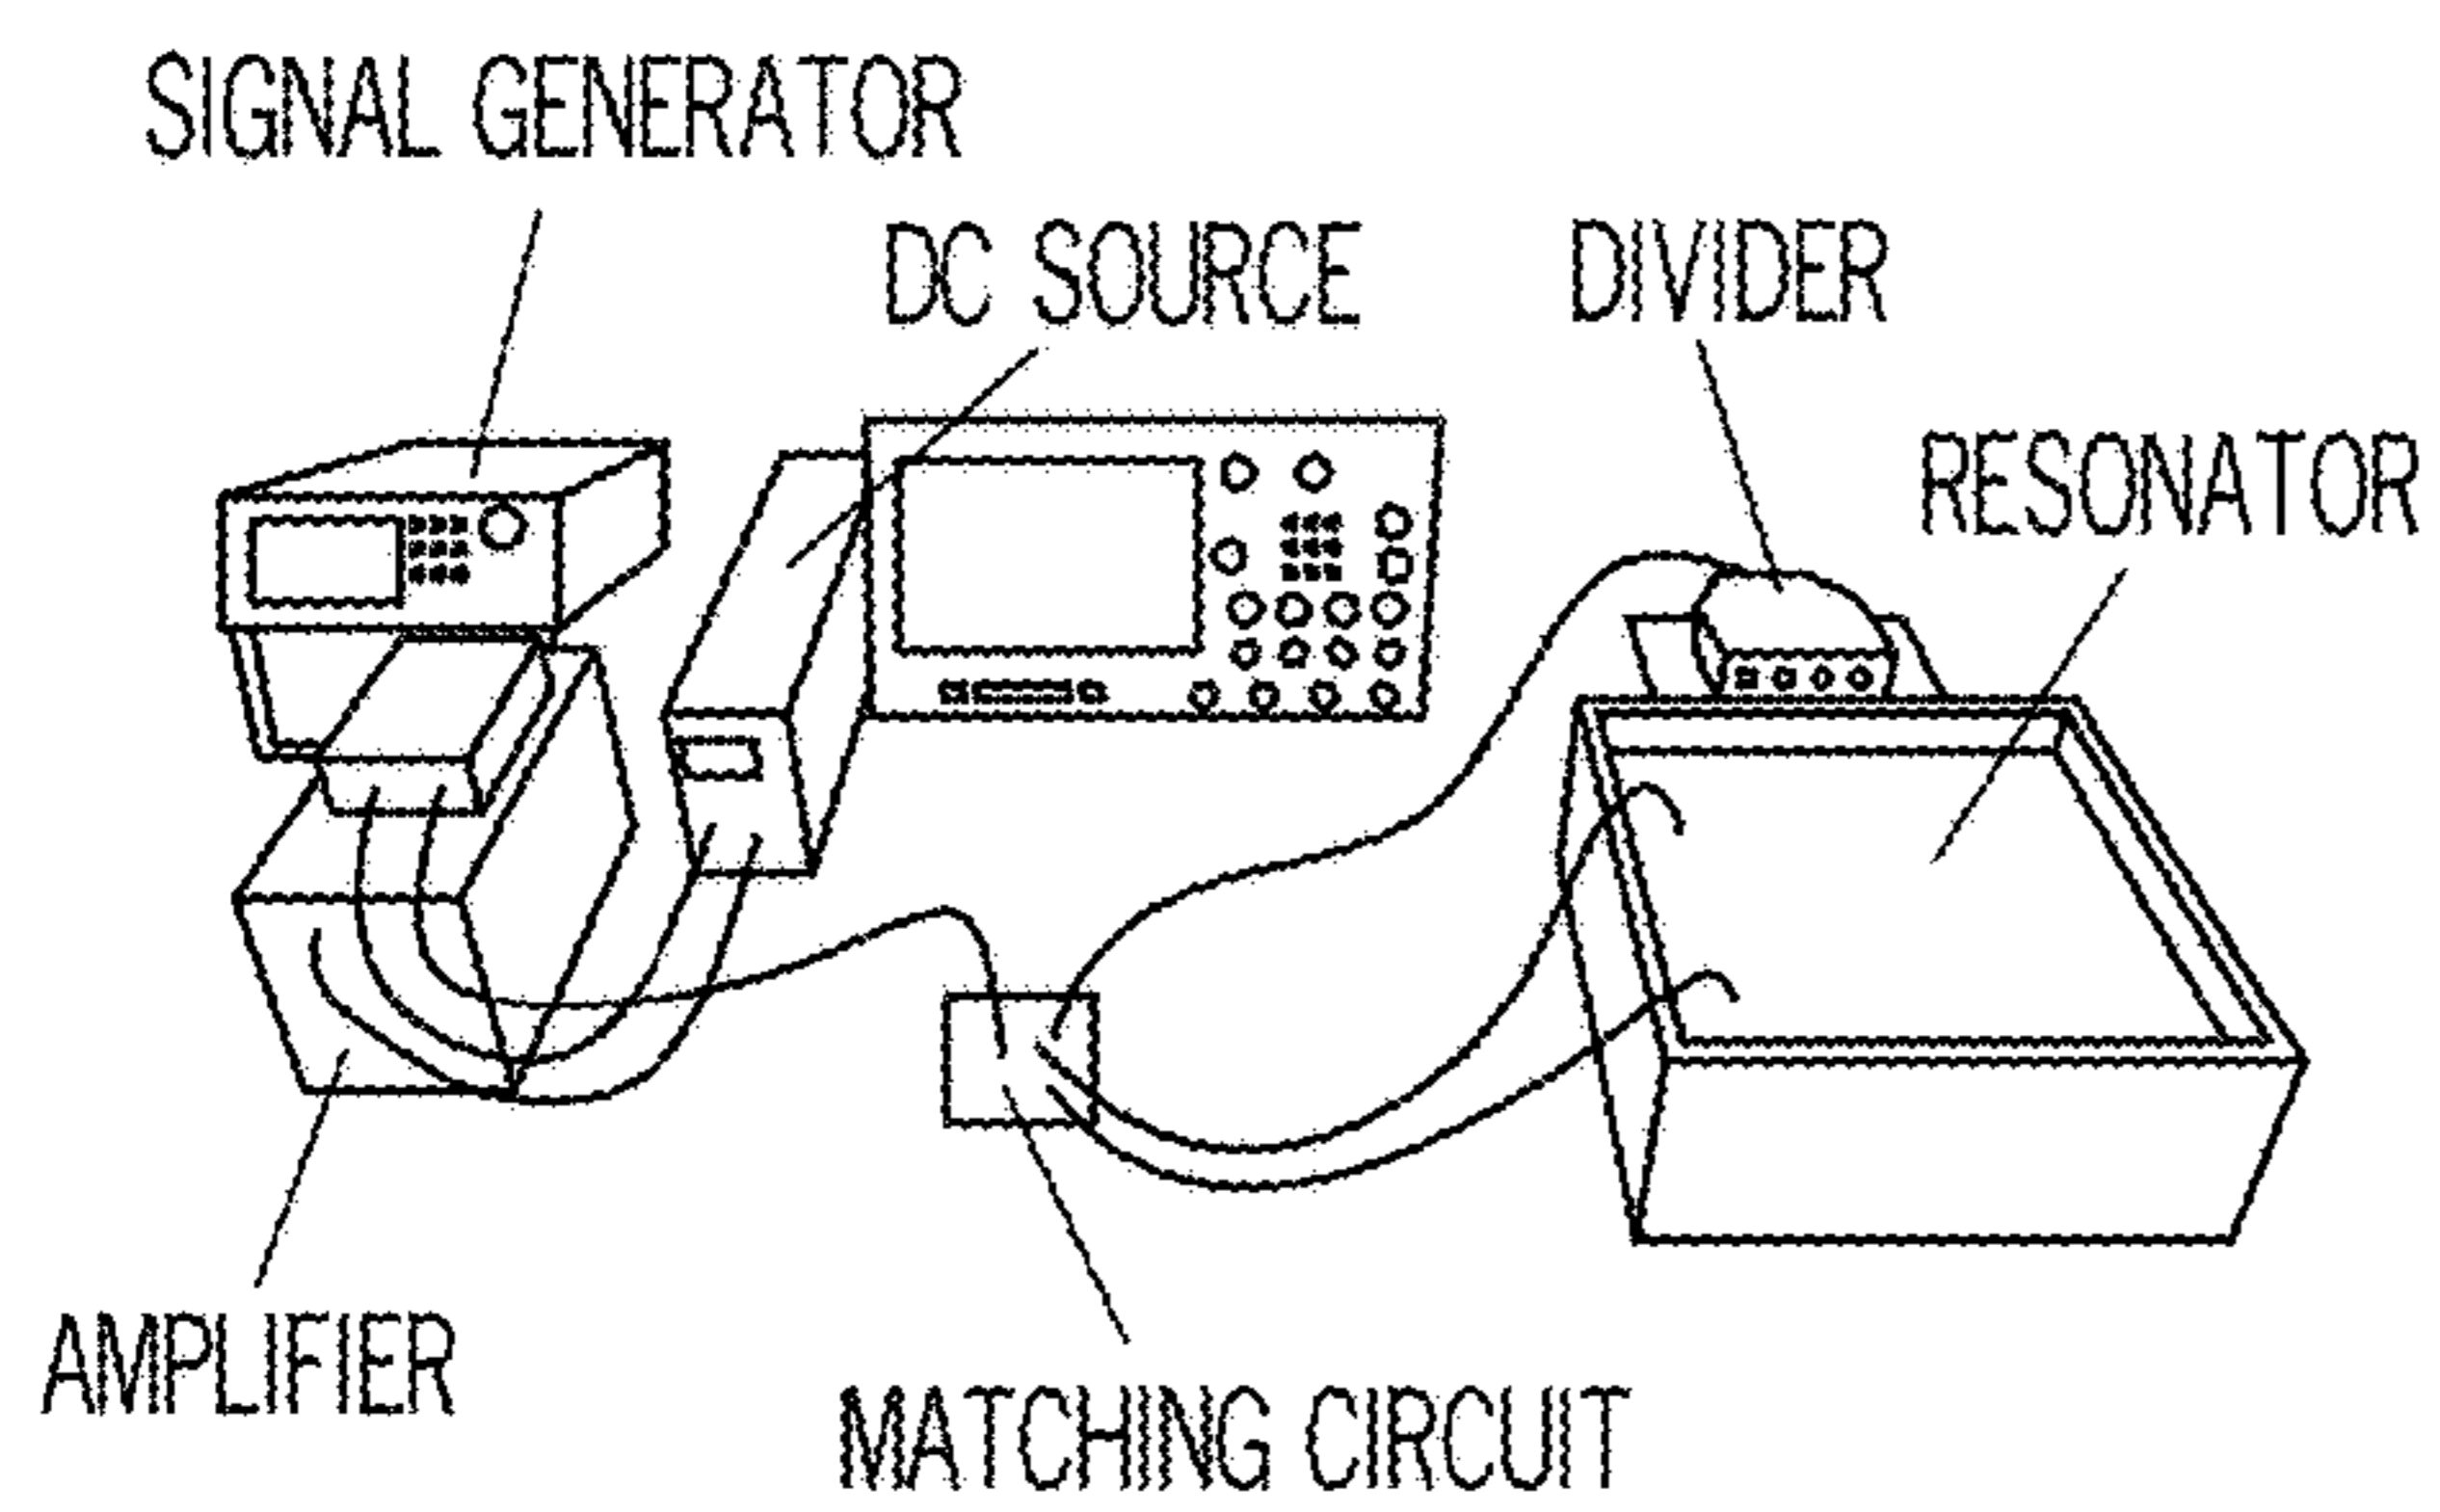 SIGNAL GENERATOR
DC SOURCE
DIVIDER
RESONATOR
AMPLIFIER
MATCHING CIRCUIT